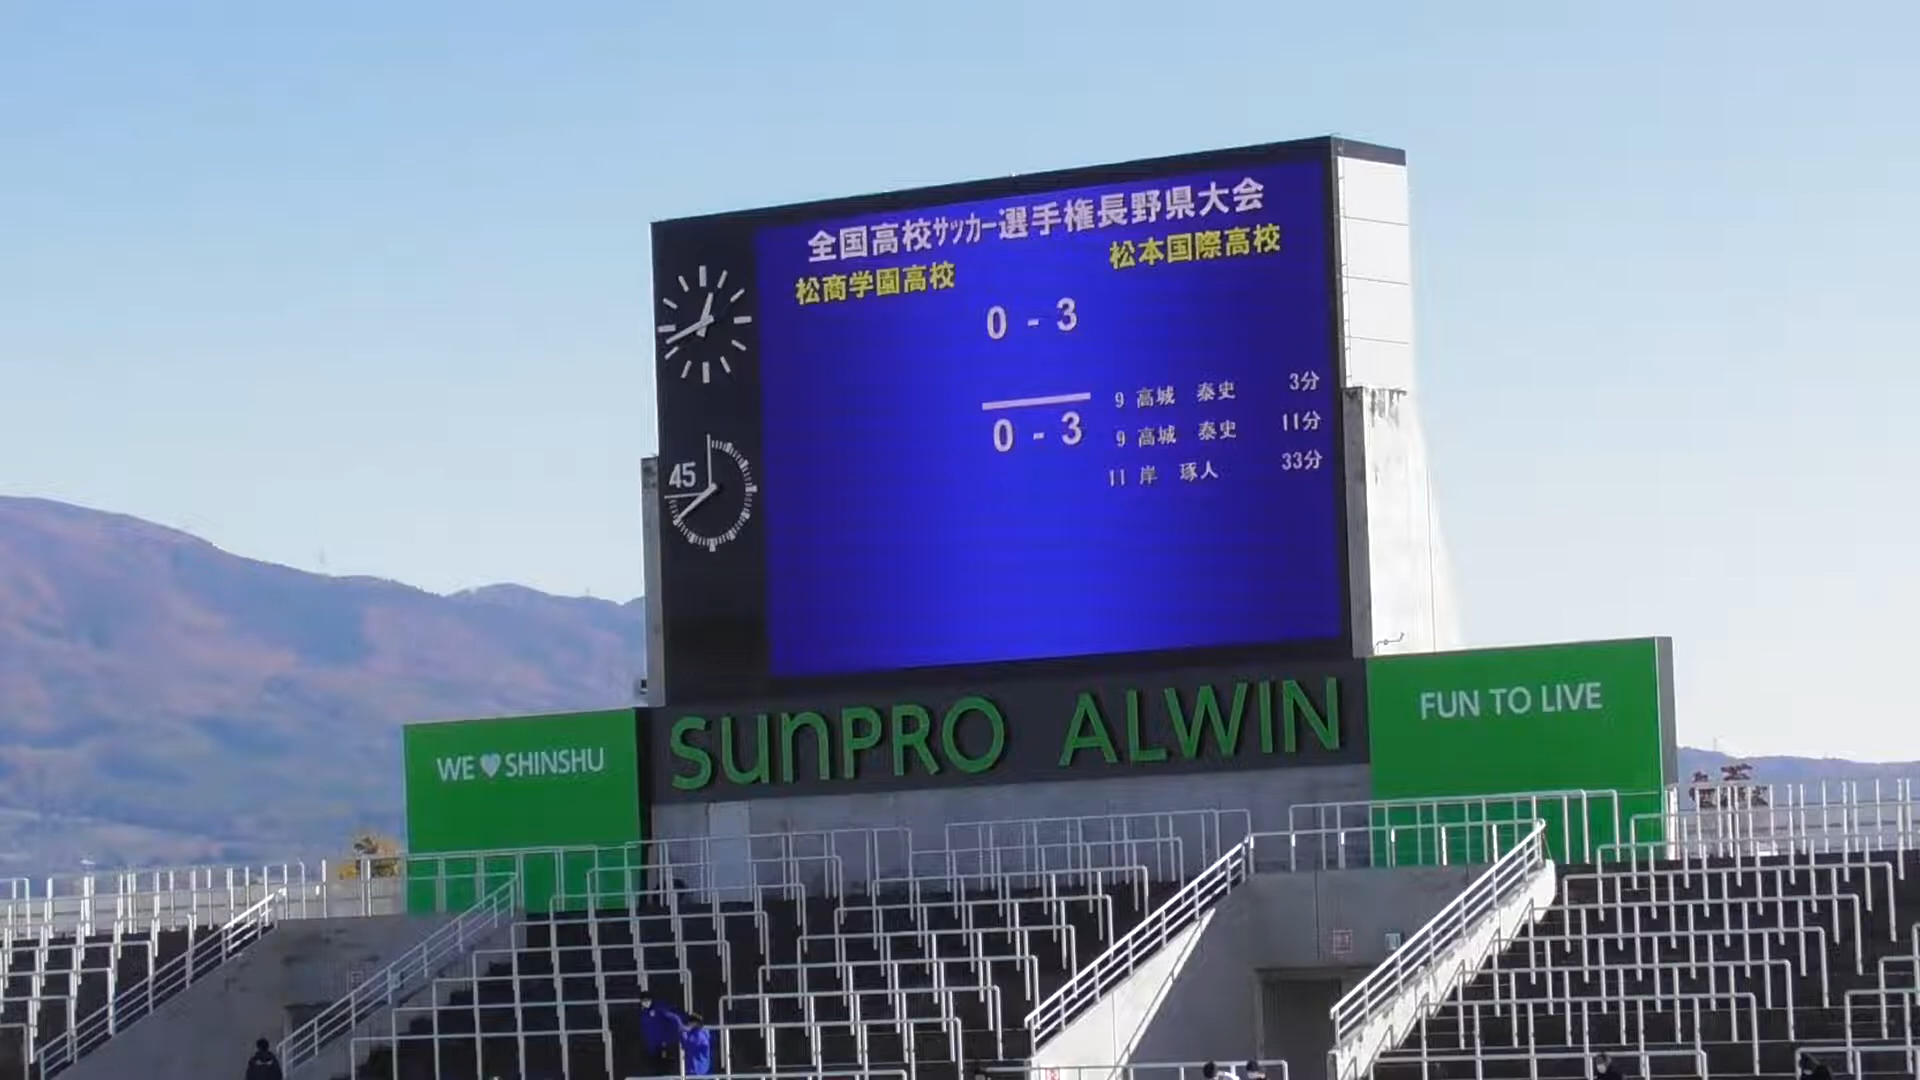 全国高校サッカー選手権長野県大会
松商学園高校 松本国際高校
0 - 3
0 - 3
9 高城 泰史 3分
9 高城 泰史 11分
11 岸 琢人 33分
45
SUNPRO ALWIN
WE♥SHINSHU
FUN TO LIVE